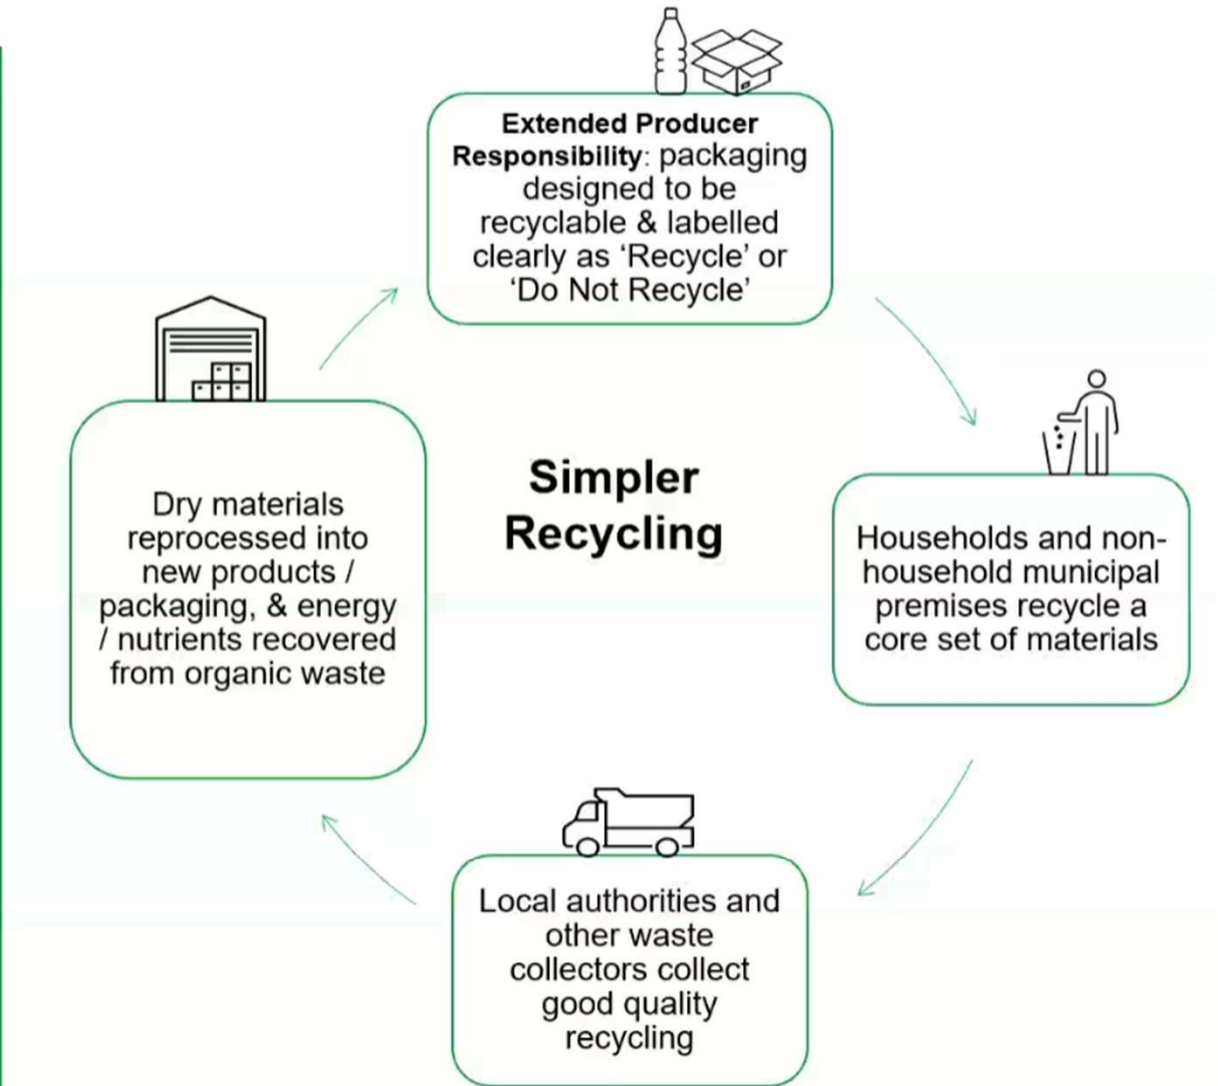 Extended Producer
Responsibility: packaging
designed to be
recyclable & labelled
clearly as ‘Recycle’ or
‘Do Not Recycle’
Simpler
Recycling
Households and non-
household municipal
premises recycle a
core set of materials
Local authorities and
other waste
collectors collect
good quality
recycling
Dry materials
reprocessed into
new products /
packaging, & energy
/ nutrients recovered
from organic waste